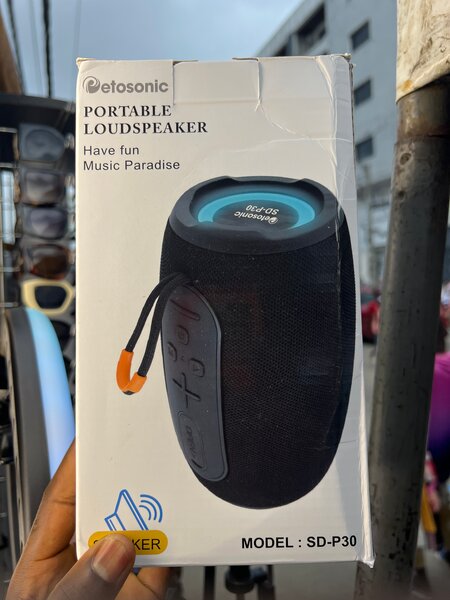 Petosonic
PORTABLE
LOUDSPEAKER
Have fun
Music Paradise
Petosonic
SD-P30
MODEL : SD-P30